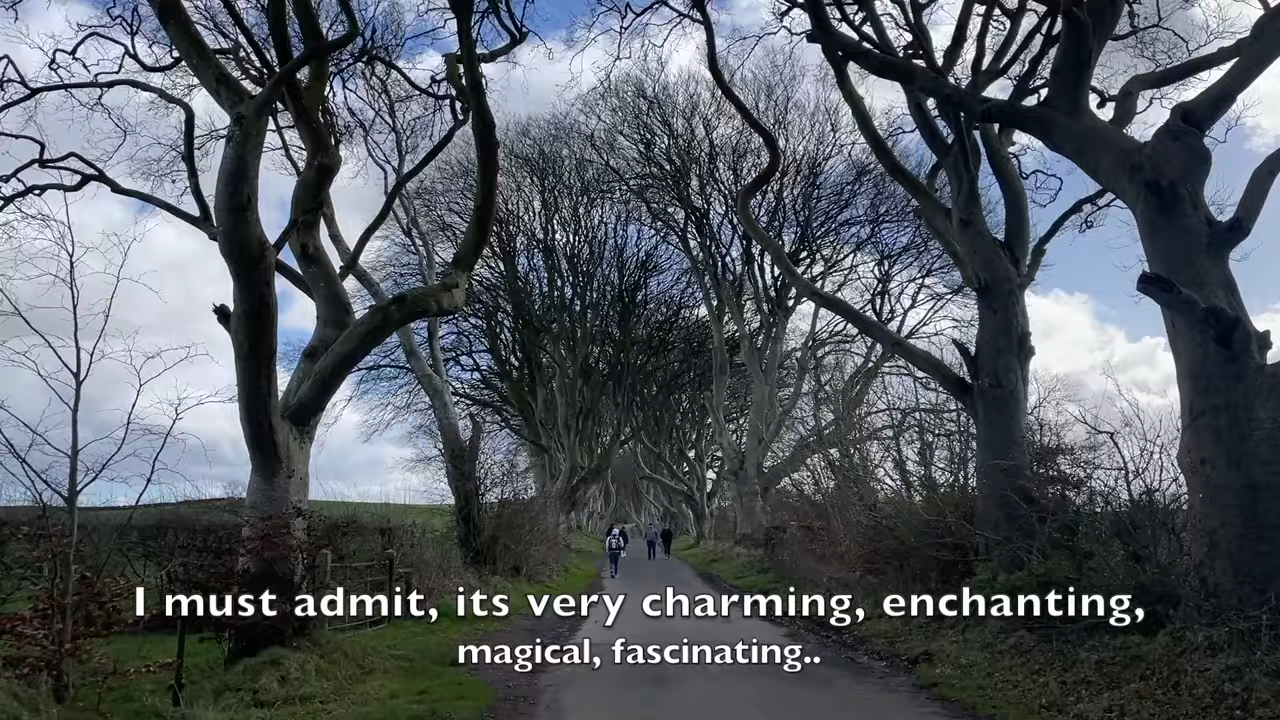 I must admit, its very charming, enchanting,
magical, fascinating..